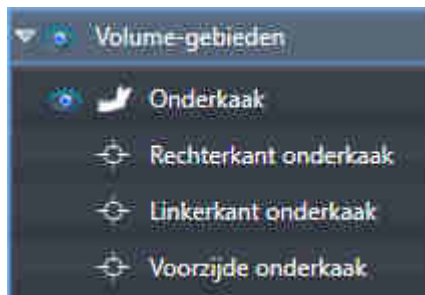 Volume-gebieden
Onderkaak
Rechterkant onderkaak
Linkerkant onderkaak
Voorzijde onderkaak